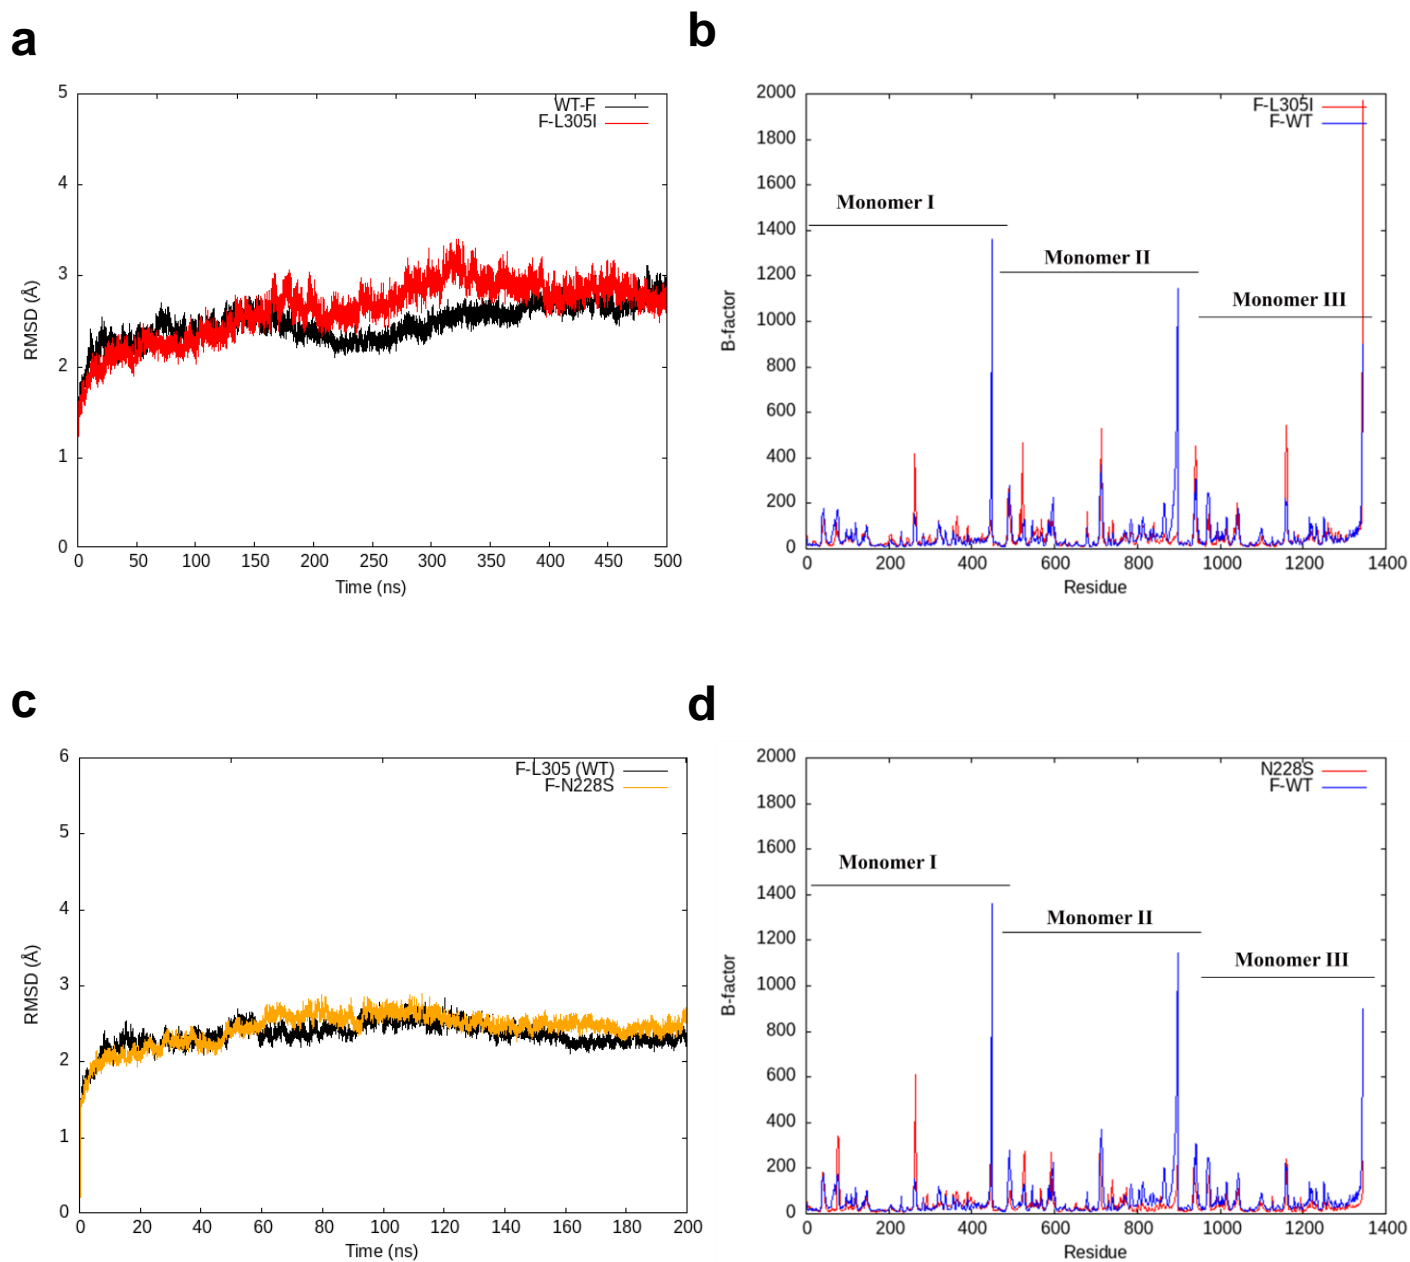 a
5
4
3
2
1
0
RMSD (Å)
WT-F
F-L305I
0 50 100 150 200 250 300 350 400 450 500
Time (ns)
b
2000
1800
1600
1400
1200
1000
800
600
400
200
0
B-factor
F-L305I
F-WT
Monomer I
Monomer II
Monomer III
0 200 400 600 800 1000 1200 1400
Residue
c
6
5
4
3
2
1
0
RMSD (Å)
F-L305 (WT)
F-N228S
0 20 40 60 80 100 120 140 160 180 200
Time (ns)
d
2000
1800
1600
1400
1200
1000
800
600
400
200
0
B-factor
N228S
F-WT
Monomer I
Monomer II
Monomer III
0 200 400 600 800 1000 1200 1400
Residue